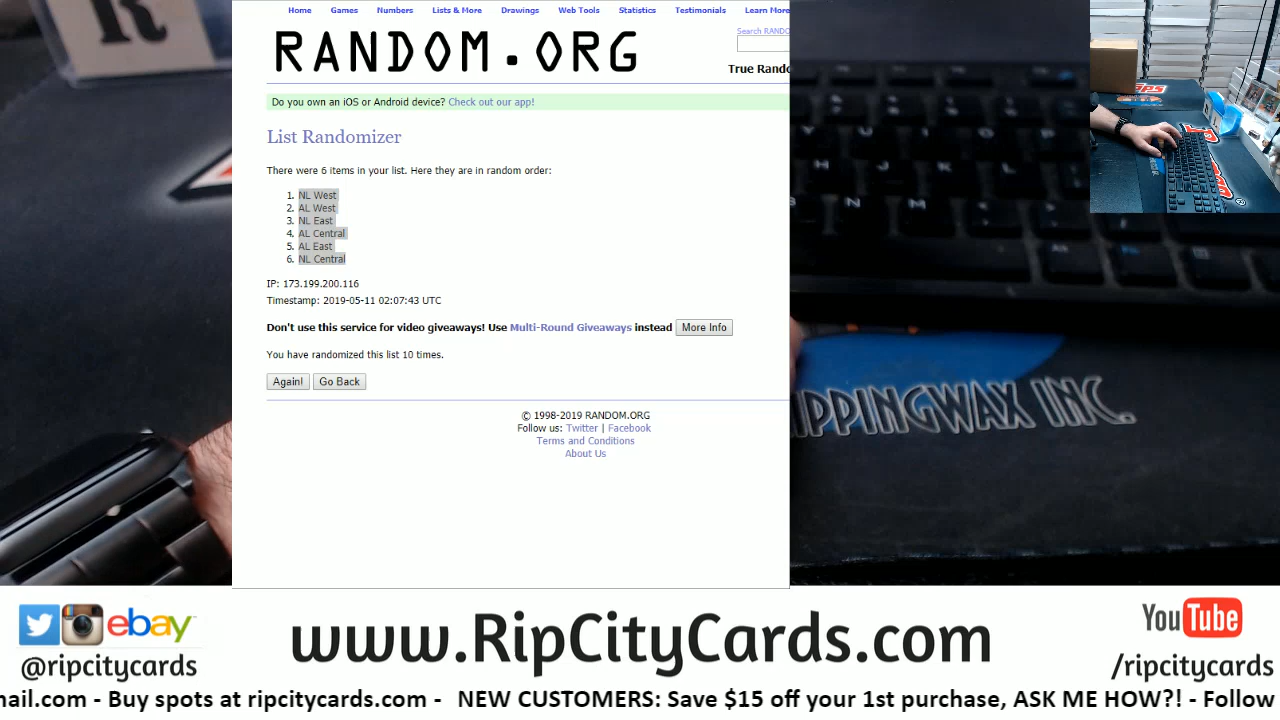 R
Home Games Numbers Lists & More Drawings Web Tools Statistics Testimonials Learn More
RANDOM.ORG
Search RANDO
True Rando
Do you own an iOS or Android device? Check out our app!
List Randomizer
There were 6 items in your list. Here they are in random order:
1. NL West
2. AL West
3. NL East
4. AL Central
5. AL East
6. NL Central
IP: 173.199.200.116
Timestamp: 2019-05-11 02:07:43 UTC
Don't use this service for video giveaways! Use Multi-Round Giveaways instead More Info
You have randomized this list 10 times.
Again! Go Back
© 1998-2019 RANDOM.ORG
Follow us: Twitter | Facebook
Terms and Conditions
About Us
H J K L
B N M
IPPINGWAX INC.
ebay
@ripcitycards
www.RipCityCards.com
YouTube
/ripcitycards
mail.com - Buy spots at ripcitycards.com - NEW CUSTOMERS: Save $15 off your 1st purchase, ASK ME HOW?! - Follow